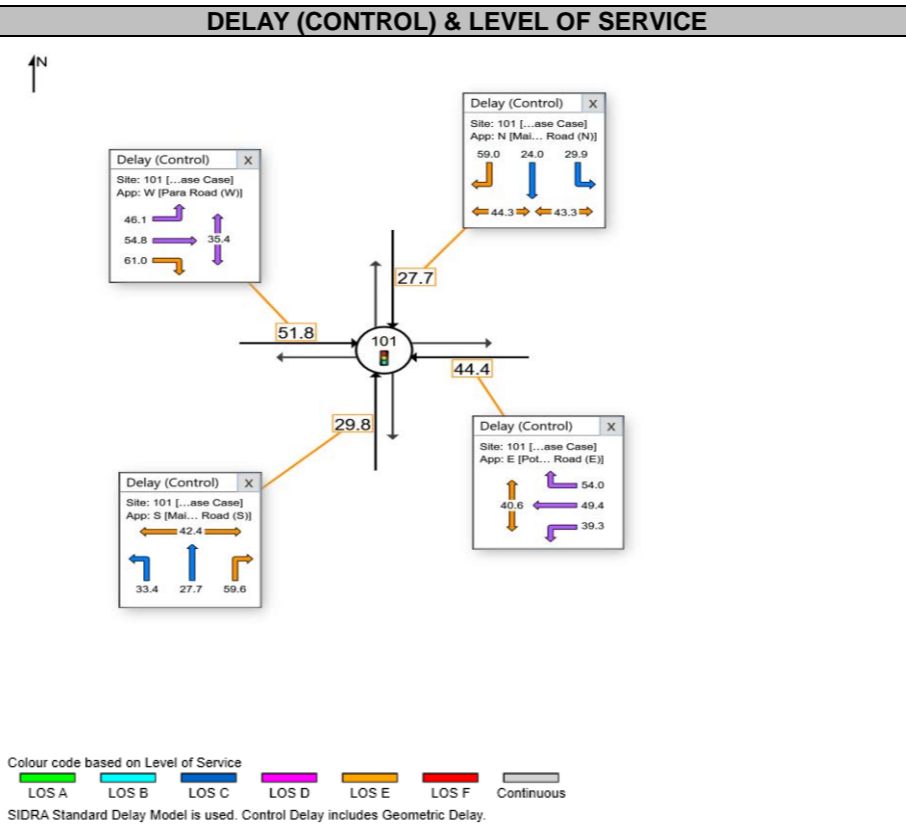 DELAY (CONTROL) & LEVEL OF SERVICE
N
Delay (Control) X
Site: 101 [...ase Case]
App: N [Mai... Road (N)]
59.0 24.0 29.9
44.3 43.3
Delay (Control) X
Site: 101 [...ase Case]
App: W [Para Road (W)]
46.1
54.8 35.4
61.0
27.7
51.8
101
44.4
29.8
Delay (Control) X
Site: 101 [...ase Case]
App: E [Pot... Road (E)]
54.0
40.6 49.4
39.3
Delay (Control) X
Site: 101 [...ase Case]
App: S [Mai... Road (S)]
42.4
33.4 27.7 59.6
Colour code based on Level of Service
LOS A LOS B LOS C LOS D LOS E LOS F Continuous
SIDRA Standard Delay Model is used. Control Delay includes Geometric Delay.